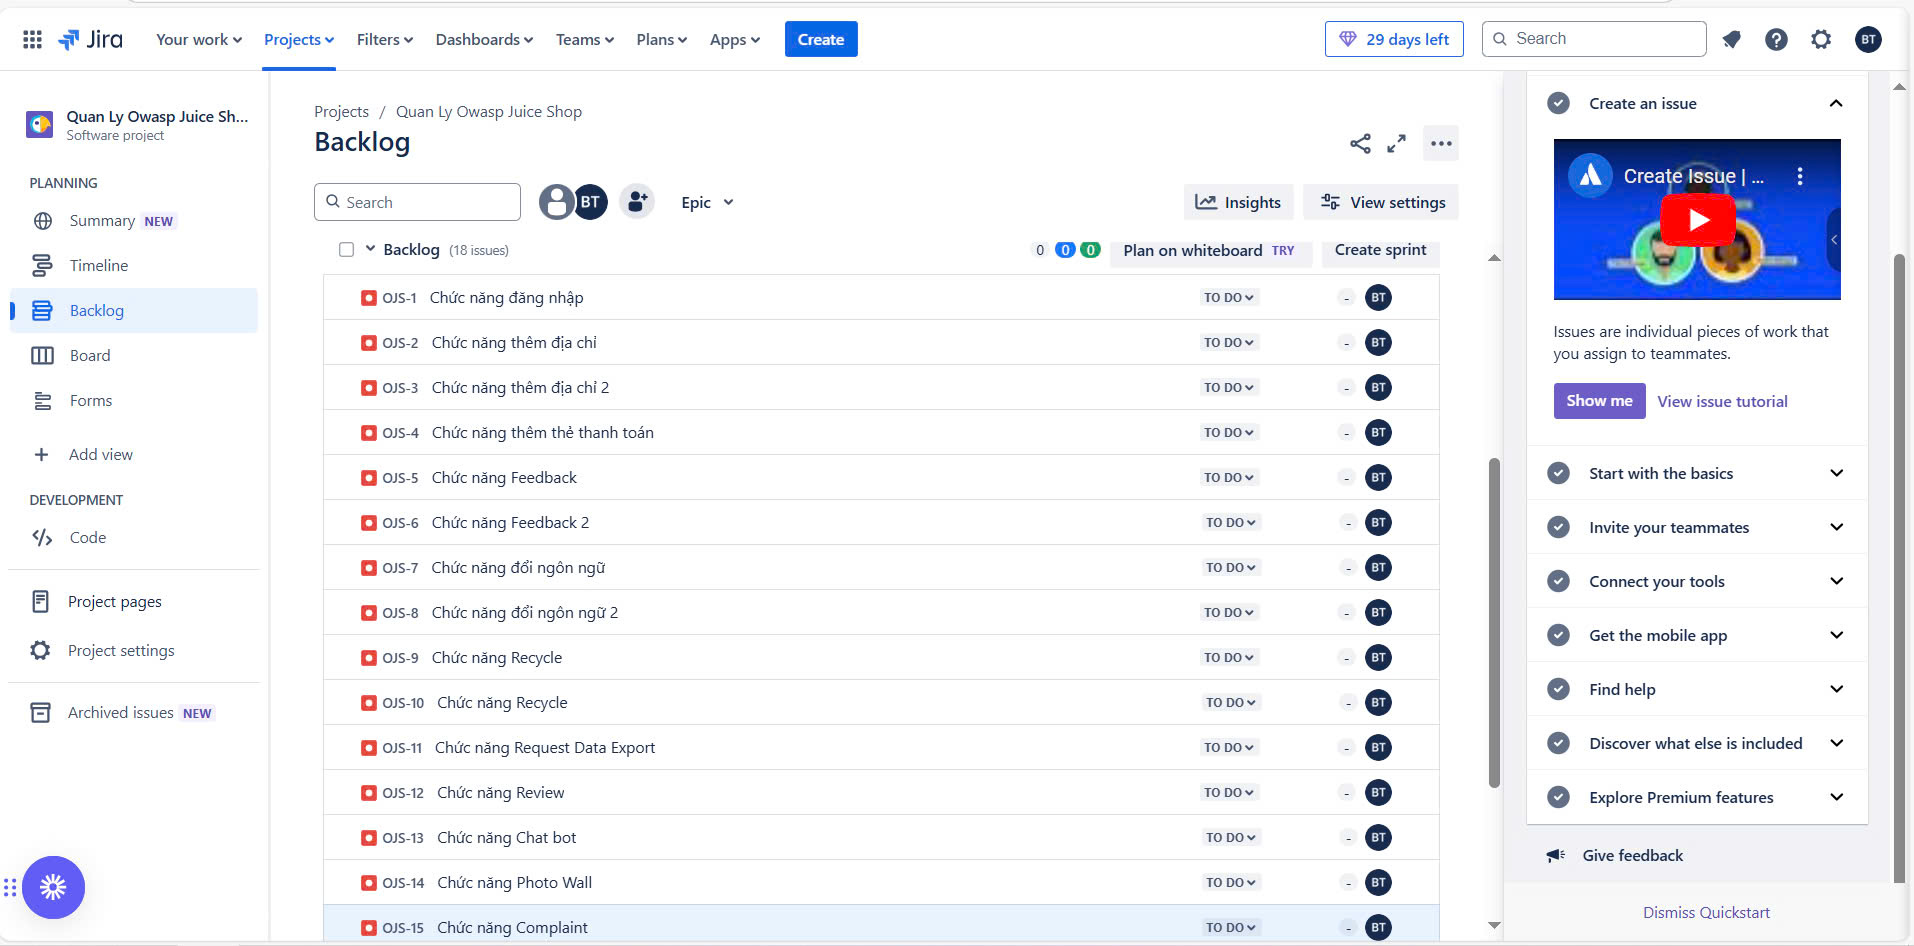 Jira Your work Projects Filters Dashboards Teams Plans Apps Create 29 days left Search BT
Quan Ly Owasp Juice Sh...
Software project
PLANNING
Summary NEW
Timeline
Backlog
Board
Forms
Add view
DEVELOPMENT
Code
Project pages
Project settings
Archived issues NEW
Projects / Quan Ly Owasp Juice Shop
Backlog
Search BT Epic Insights View settings
Backlog (18 issues) 0 0 0 Plan on whiteboard TRY Create sprint
OJS-1 Chức năng đăng nhập TO DO - BT
OJS-2 Chức năng thêm địa chỉ TO DO - BT
OJS-3 Chức năng thêm địa chỉ 2 TO DO - BT
OJS-4 Chức năng thêm thẻ thanh toán TO DO - BT
OJS-5 Chức năng Feedback TO DO - BT
OJS-6 Chức năng Feedback 2 TO DO - BT
OJS-7 Chức năng đổi ngôn ngữ TO DO - BT
OJS-8 Chức năng đổi ngôn ngữ 2 TO DO - BT
OJS-9 Chức năng Recycle TO DO - BT
OJS-10 Chức năng Recycle TO DO - BT
OJS-11 Chức năng Request Data Export TO DO - BT
OJS-12 Chức năng Review TO DO - BT
OJS-13 Chức năng Chat bot TO DO - BT
OJS-14 Chức năng Photo Wall TO DO - BT
OJS-15 Chức năng Complaint TO DO - BT
Create an issue
Create Issue | ...
Issues are individual pieces of work that
you assign to teammates.
Show me View issue tutorial
Start with the basics
Invite your teammates
Connect your tools
Get the mobile app
Find help
Discover what else is included
Explore Premium features
Give feedback
Dismiss Quickstart